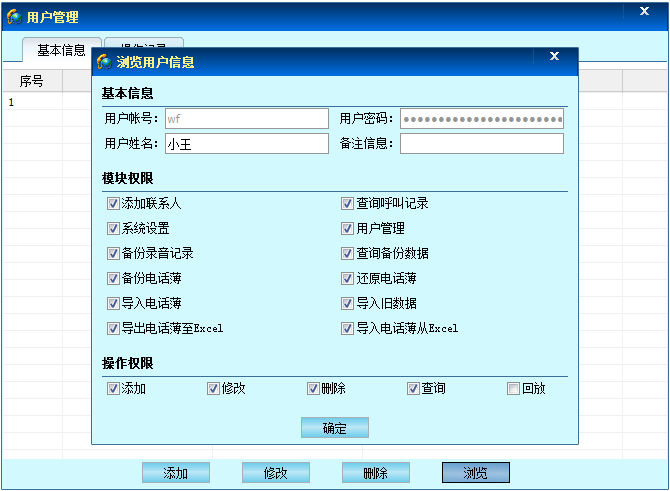 用户管理
X
基本信息
序号
1
浏览用户信息
X
基本信息
用户帐号： wf 用户密码： ●●●●●●●●●●●●●●●●●●●●●●
用户姓名： 小王 备注信息：
模块权限
添加联系人 查询呼叫记录
系统设置 用户管理
备份录音记录 查询备份数据
备份电话薄 还原电话薄
导入电话薄 导入旧数据
导出电话薄至Excel 导入电话薄从Excel
操作权限
添加 修改 删除 查询 回放
确定
添加 修改 删除 浏览